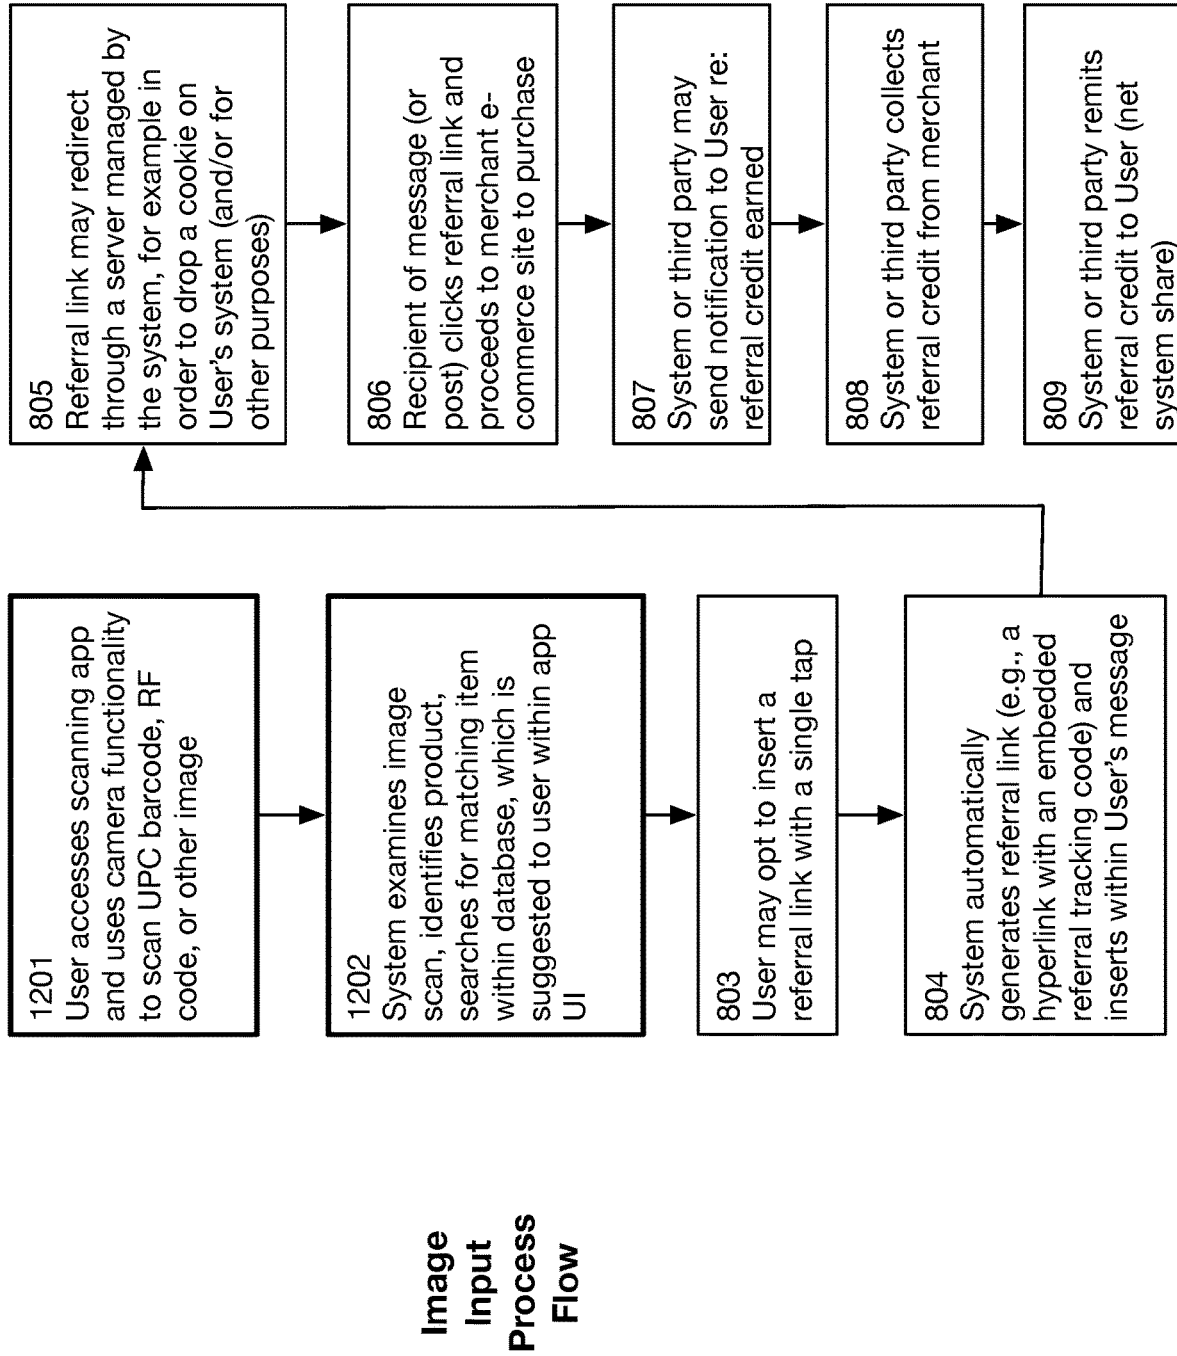 Image
Input
Process
Flow
1201
User accesses scanning app
and uses camera functionality
to scan UPC barcode, RF
code, or other image
1202
System examines image
scan, identifies product,
searches for matching item
within database, which is
suggested to user within app
UI
803
User may opt to insert a
referral link with a single tap
804
System automatically
generates referral link (e.g., a
hyperlink with an embedded
referral tracking code) and
inserts within User's message
805
Referral link may redirect
through a server managed by
the system, for example in
order to drop a cookie on
User's system (and/or for
other purposes)
806
Recipient of message (or
post) clicks referral link and
proceeds to merchant e-
commerce site to purchase
807
System or third party may
send notification to User re:
referral credit earned
808
System or third party collects
referral credit from merchant
809
System or third party remits
referral credit to User (net
system share)